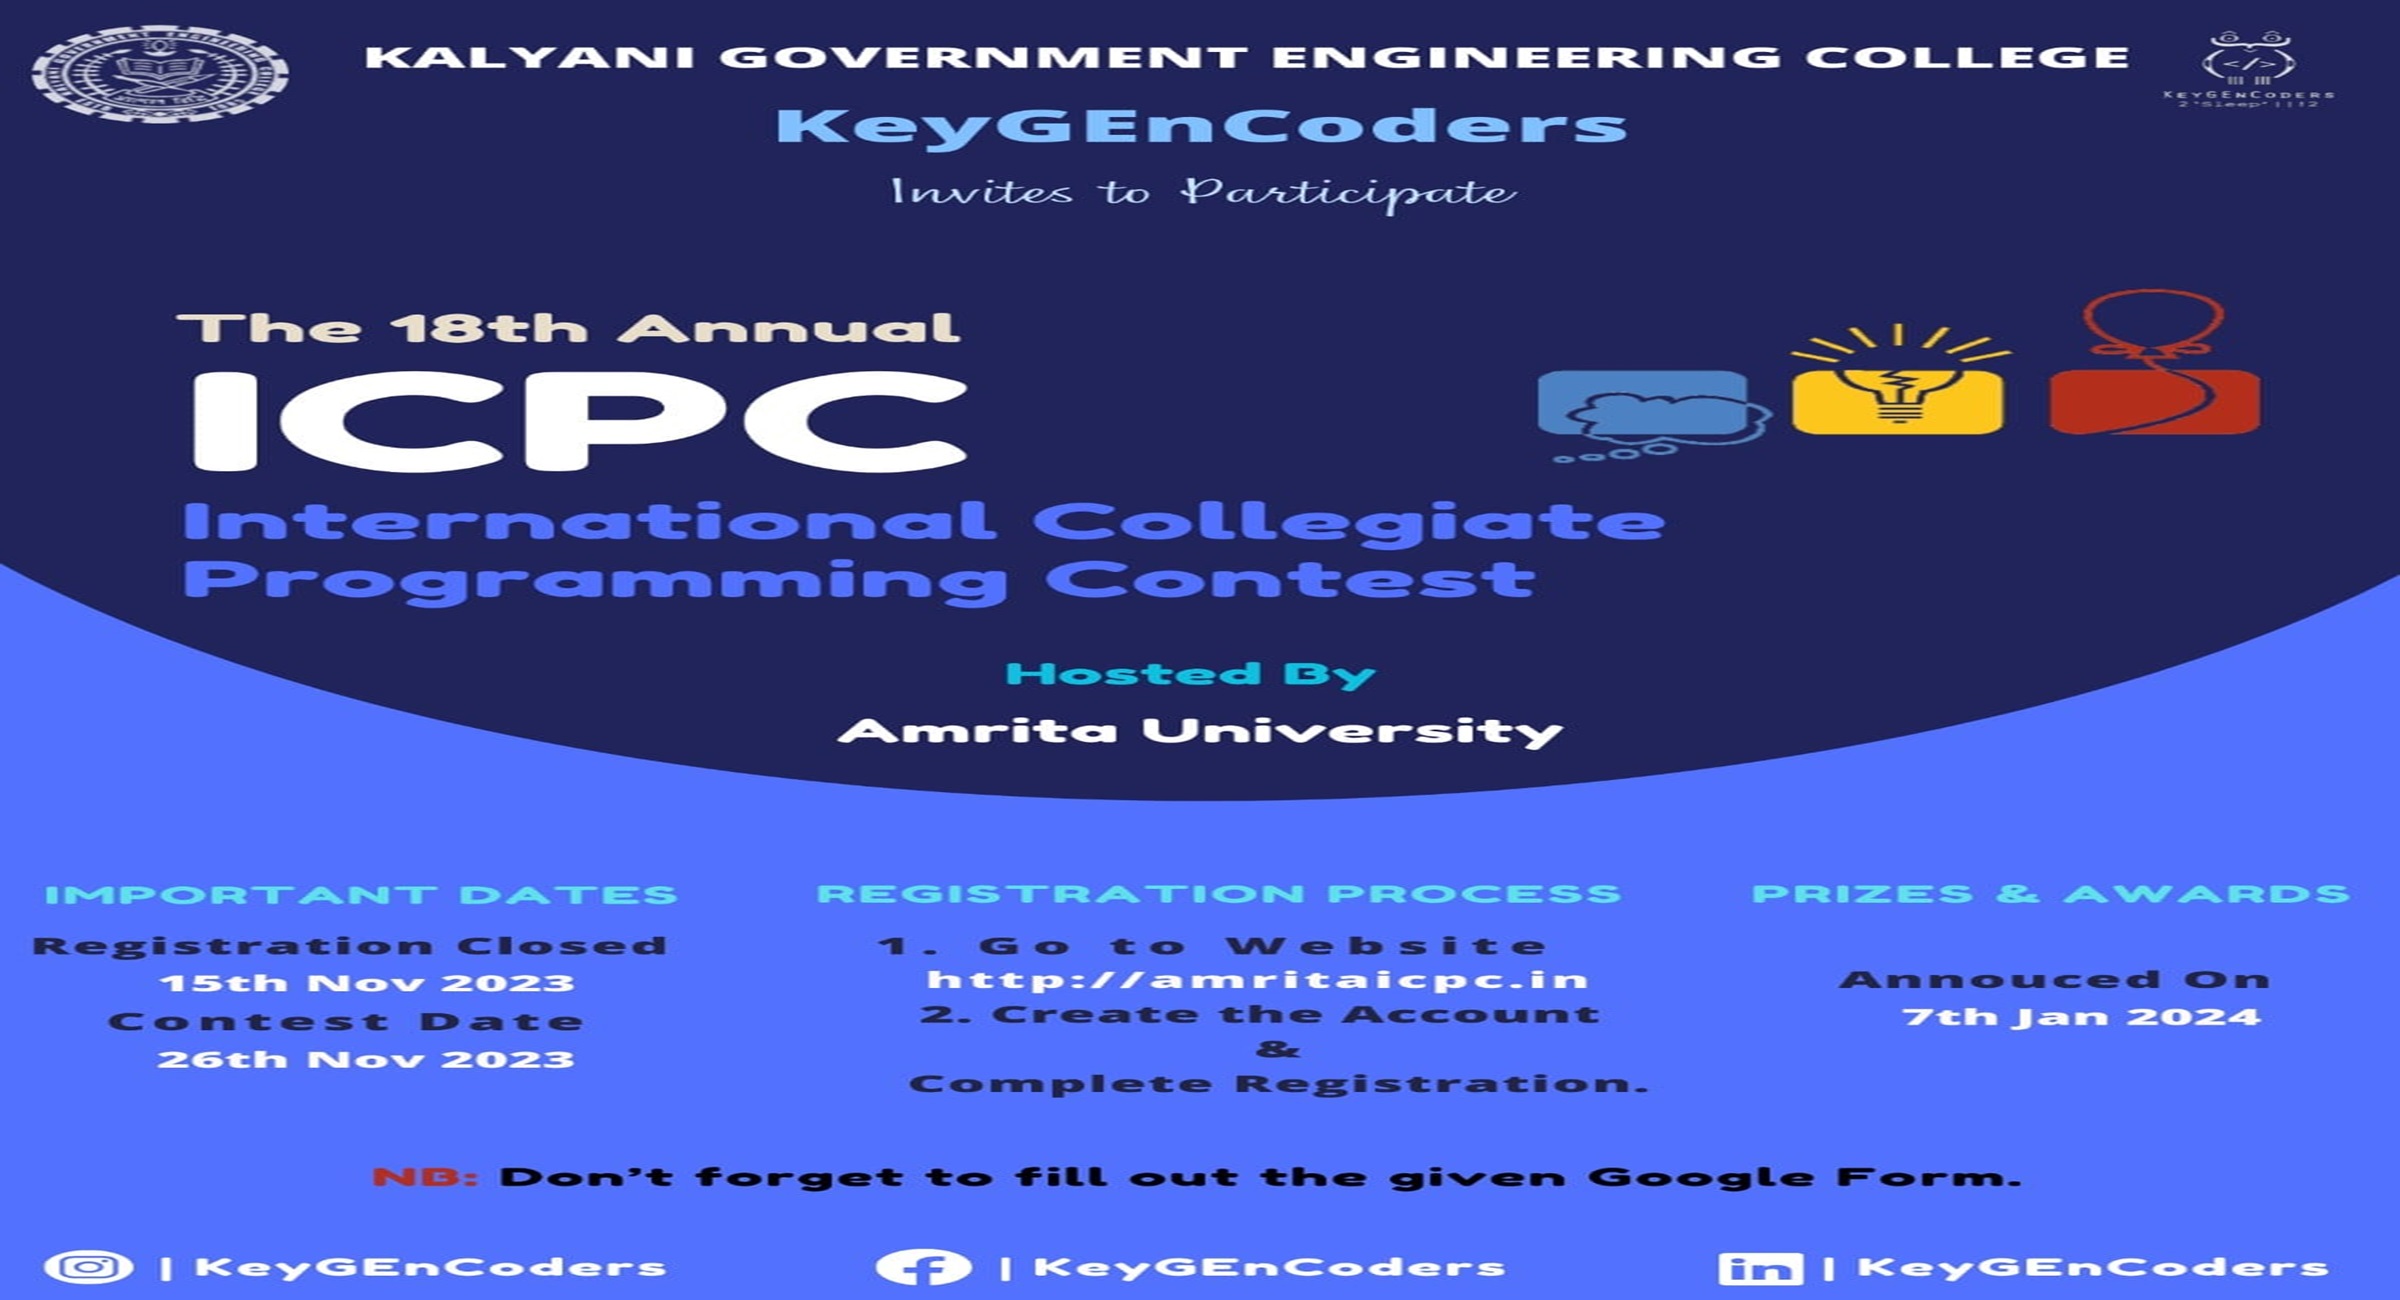 KALYANI GOVERNMENT ENGINEERING COLLEGE
KeyGEnCoders
Invites to Participate
</>
KEYGENCODERS
The 18th Annual
ICPC
International Collegiate
Programming Contest
Hosted By
Amrita University
IMPORTANT DATES
Registration Closed
15th Nov 2023
Contest Date
26th Nov 2023
REGISTRATION PROCESS
1. Go to Website
http://amritaicpc.in
2. Create the Account
&
Complete Registration.
PRIZES & AWARDS
Annouced On
7th Jan 2024
NB: Don't forget to fill out the given Google Form.
| KeyGEnCoders
| KeyGEnCoders
in | KeyGEnCoders